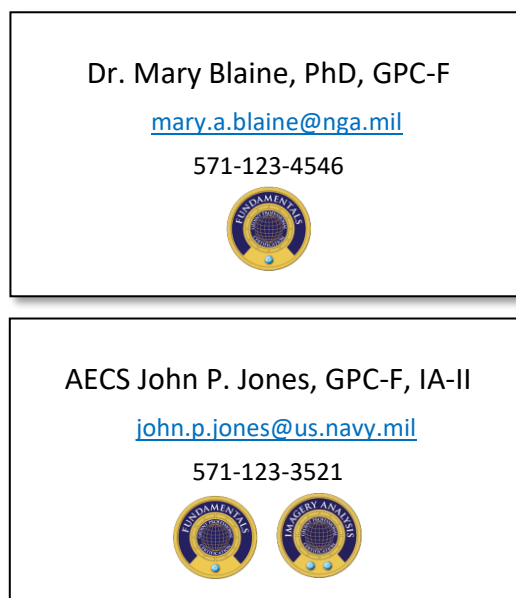 Dr. Mary Blaine, PhD, GPC-F
mary.a.blaine@nga.mil
571-123-4546
FUNDAMENTALS
AECS John P. Jones, GPC-F, IA-II
john.p.jones@us.navy.mil
571-123-3521
FUNDAMENTALS
IMAGERY ANALYSIS